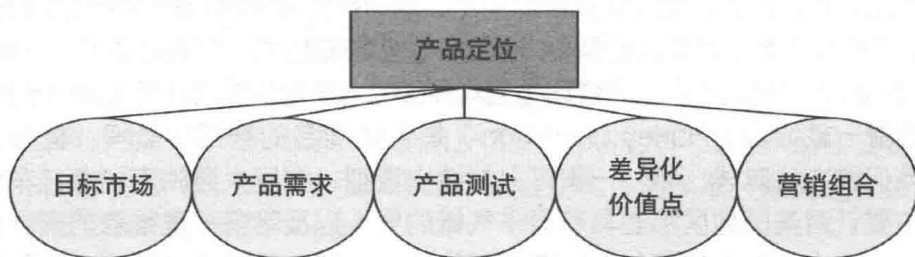 产品定位
目标市场
产品需求
产品测试
差异化
价值点
营销组合